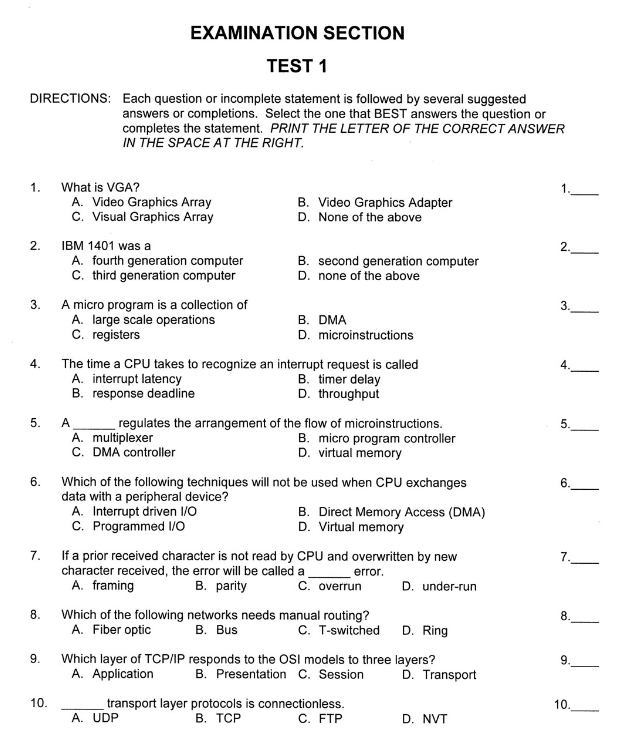 EXAMINATION SECTION
TEST 1
DIRECTIONS: Each question or incomplete statement is followed by several suggested
answers or completions. Select the one that BEST answers the question or
completes the statement. PRINT THE LETTER OF THE CORRECT ANSWER
IN THE SPACE AT THE RIGHT.
1. What is VGA? 1.____
A. Video Graphics Array B. Video Graphics Adapter
C. Visual Graphics Array D. None of the above
2. IBM 1401 was a 2.____
A. fourth generation computer B. second generation computer
C. third generation computer D. none of the above
3. A micro program is a collection of 3.____
A. large scale operations B. DMA
C. registers D. microinstructions
4. The time a CPU takes to recognize an interrupt request is called 4.____
A. interrupt latency B. timer delay
B. response deadline D. throughput
5. A ______ regulates the arrangement of the flow of microinstructions. 5.____
A. multiplexer B. micro program controller
C. DMA controller D. virtual memory
6. Which of the following techniques will not be used when CPU exchanges 6.____
data with a peripheral device?
A. Interrupt driven I/O B. Direct Memory Access (DMA)
C. Programmed I/O D. Virtual memory
7. If a prior received character is not read by CPU and overwritten by new 7.____
character received, the error will be called a ______ error.
A. framing B. parity C. overrun D. under-run
8. Which of the following networks needs manual routing? 8.____
A. Fiber optic B. Bus C. T-switched D. Ring
9. Which layer of TCP/IP responds to the OSI models to three layers? 9.____
A. Application B. Presentation C. Session D. Transport
10. ______ transport layer protocols is connectionless. 10.____
A. UDP B. TCP C. FTP D. NVT